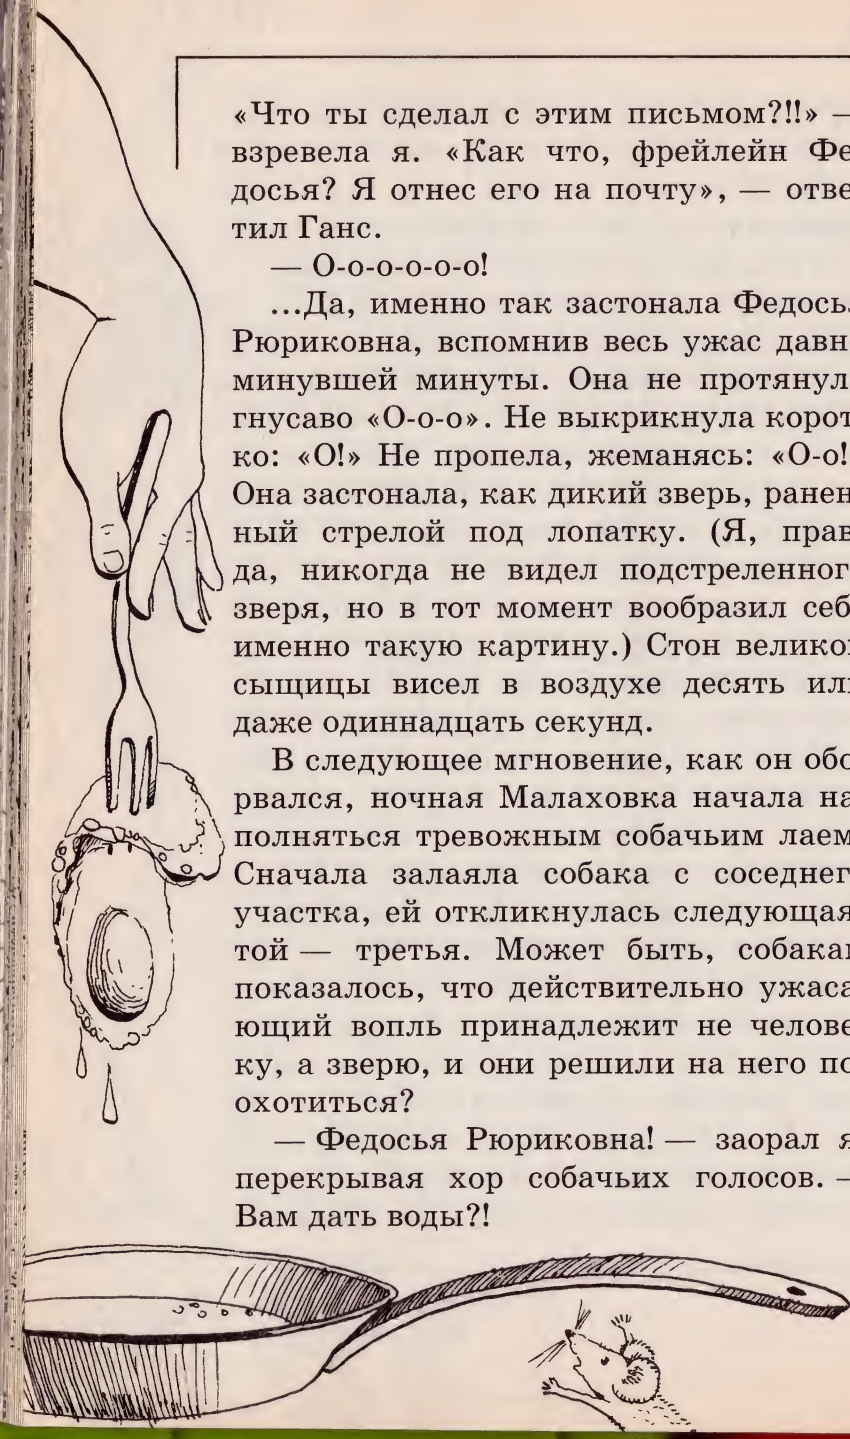 «Что ты сделал с этим письмом?!!» —
взревела я. «Как что, фрейлейн Фе
досья? Я отнес его на почту», — отве
тил Ганс.
— О-о-о-о-о-о!
...Да, именно так застонала Федось
Рюриковна, вспомнив весь ужас давн
минувшей минуты. Она не протянул
гнусаво «О-о-о». Не выкрикнула корот
ко: «О!» Не пропела, жеманясь: «О-о!
Она застонала, как дикий зверь, ранен
ный стрелой под лопатку. (Я, прав
да, никогда не видел подстреленног
зверя, но в тот момент вообразил себ
именно такую картину.) Стон велико
сыщицы висел в воздухе десять ил
даже одиннадцать секунд.
В следующее мгновение, как он обо
рвался, ночная Малаховка начала на
полняться тревожным собачьим лаем
Сначала залаяла собака с соседнег
участка, ей откликнулась следующая
той — третья. Может быть, собака
показалось, что действительно ужаса
ющий вопль принадлежит не челове
ку, а зверю, и они решили на него по
охотиться?
— Федосья Рюриковна! — заорал я
перекрывая хор собачьих голосов. —
Вам дать воды?!